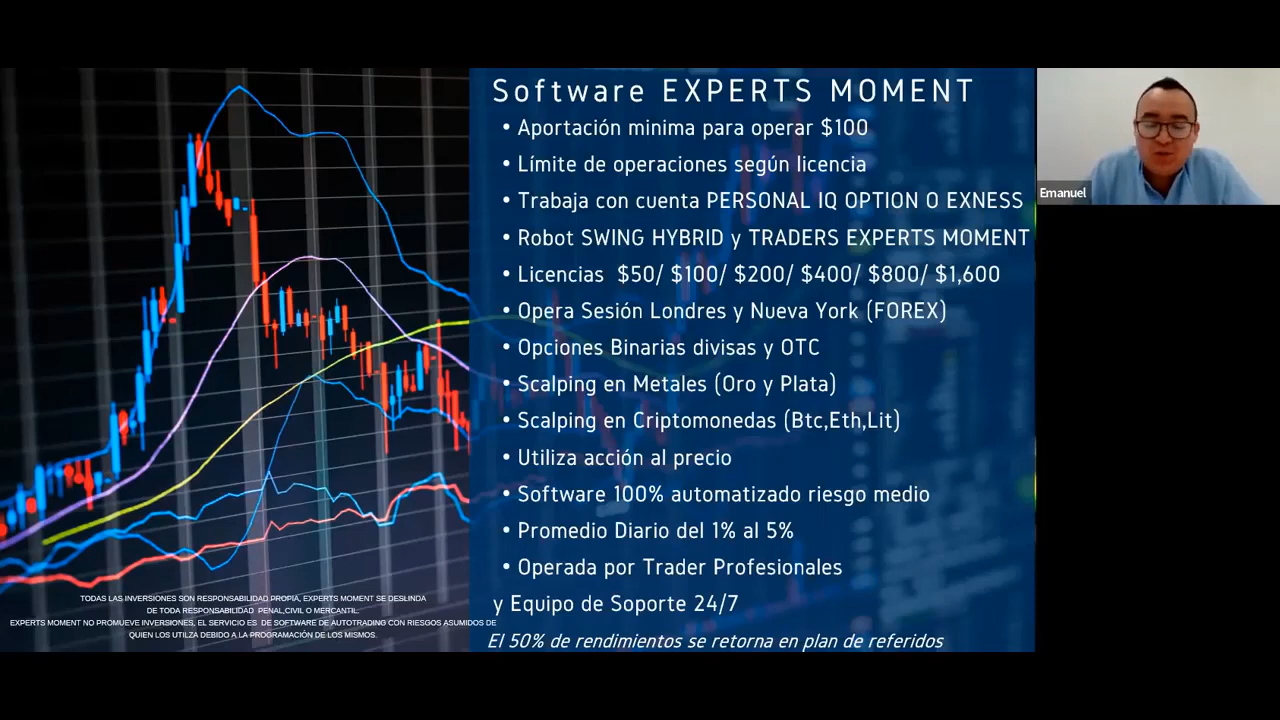 Software EXPERTS MOMENT
• Aportación minima para operar $100
• Límite de operaciones según licencia
• Trabaja con cuenta PERSONAL IQ OPTION O EXNESS
• Robot SWING HYBRID y TRADERS EXPERTS MOMENT
• Licencias $50/ $100/ $200/ $400/ $800/ $1,600
• Opera Sesión Londres y Nueva York (FOREX)
• Opciones Binarias divisas y OTC
• Scalping en Metales (Oro y Plata)
• Scalping en Criptomonedas (Btc,Eth,Lit)
• Utiliza acción al precio
• Software 100% automatizado riesgo medio
• Promedio Diario del 1% al 5%
• Operada por Trader Profesionales
y Equipo de Soporte 24/7
El 50% de rendimientos se retorna en plan de referidos
TODAS LAS INVERSIONES SON RESPONSABILIDAD PROPIA, EXPERTS MOMENT SE DESLINDA
DE TODA RESPONSABILIDAD PENAL,CIVIL O MERCANTIL.
EXPERTS MOMENT NO PROMUEVE INVERSIONES, EL SERVICIO ES DE SOFTWARE DE AUTOTRADING CON RIESGOS ASUMIDOS DE
QUIEN LOS UTILZA DEBIDO A LA PROGRAMACIÓN DE LOS MISMOS.
Emanuel